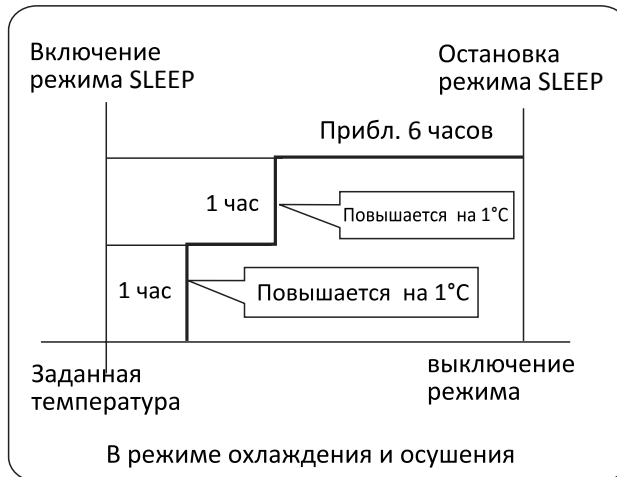 Включение
режима SLEEP
Остановка
режима SLEEP
Прибл. 6 часов
1 час
Повышается на 1°C
1 час
Повышается на 1°C
Заданная
температура
выключение
режима
В режиме охлаждения и осушения